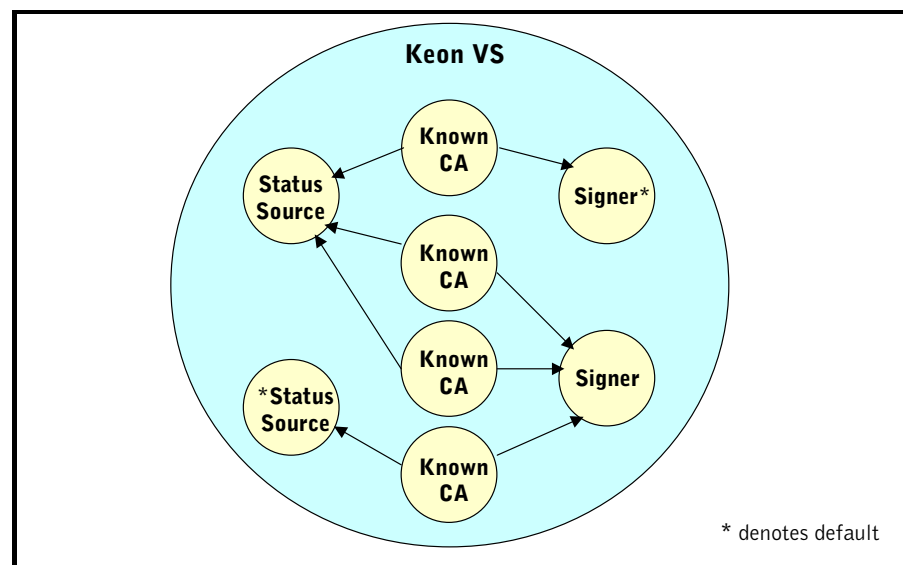 Keon VS
Known
CA
Status
Source
Signer*
Known
CA
Known
CA
Signer
*Status
Source
Known
CA
* denotes default